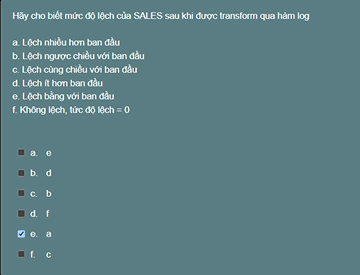 Hãy cho biết mức độ lệch của SALES sau khi được transform qua hàm log
a. Lệch nhiều hơn ban đầu
b. Lệch ngược chiều với ban đầu
c. Lệch cùng chiều với ban đầu
d. Lệch ít hơn ban đầu
e. Lệch bằng với ban đầu
f. Không lệch, tức độ lệch = 0
a. e
b. d
c. b
d. f
e. a
f. c